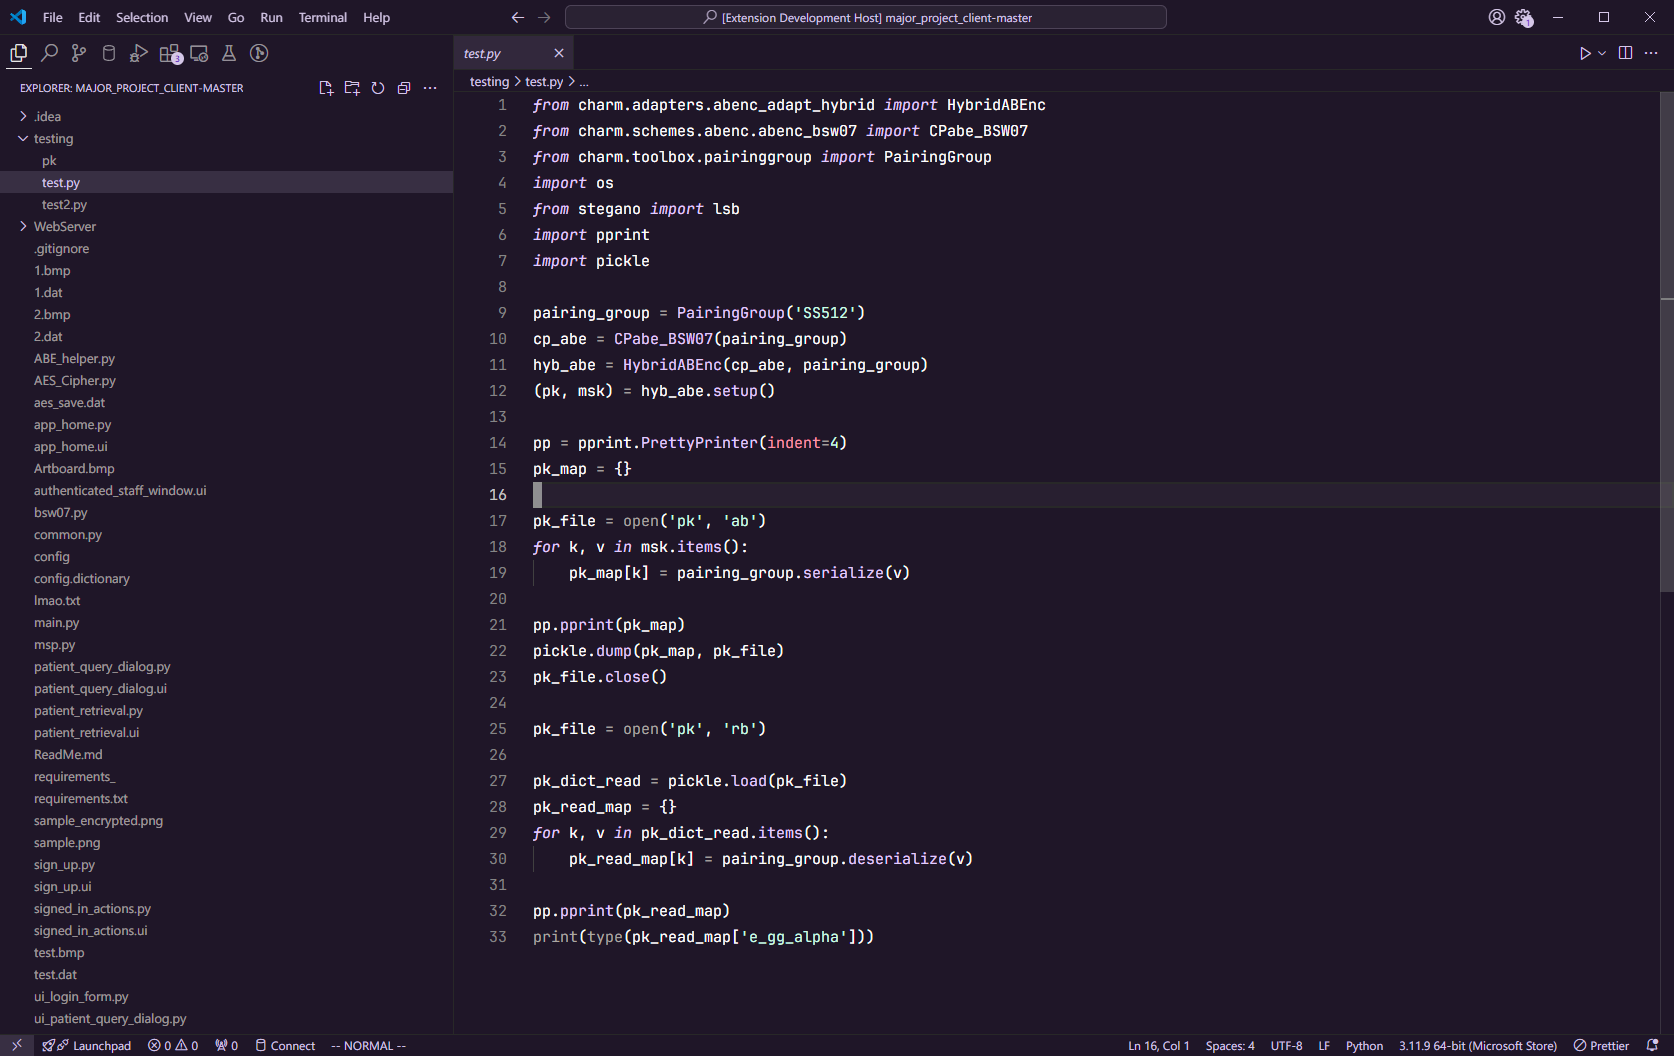 File Edit Selection View Go Run Terminal Help
[Extension Development Host] major_project_client-master
1
3
EXPLORER: MAJOR_PROJECT_CLIENT-MASTER
.idea
testing
pk
test.py
test2.py
WebServer
.gitignore
1.bmp
1.dat
2.bmp
2.dat
ABE_helper.py
AES_Cipher.py
aes_save.dat
app_home.py
app_home.ui
Artboard.bmp
authenticated_staff_window.ui
bsw07.py
common.py
config
config.dictionary
lmao.txt
main.py
msp.py
patient_query_dialog.py
patient_query_dialog.ui
patient_retrieval.py
patient_retrieval.ui
ReadMe.md
requirements_
requirements.txt
sample_encrypted.png
sample.png
sign_up.py
sign_up.ui
signed_in_actions.py
signed_in_actions.ui
test.bmp
test.dat
ui_login_form.py
ui_patient_query_dialog.py
test.py
testing > test.py > ...
1 from charm.adapters.abenc_adapt_hybrid import HybridABEnc
2 from charm.schemes.abenc.abenc_bsw07 import CPabe_BSW07
3 from charm.toolbox.pairinggroup import PairingGroup
4 import os
5 from stegano import lsb
6 import pprint
7 import pickle
8
9 pairing_group = PairingGroup('SS512')
10 cp_abe = CPabe_BSW07(pairing_group)
11 hyb_abe = HybridABEnc(cp_abe, pairing_group)
12 (pk, msk) = hyb_abe.setup()
13
14 pp = pprint.PrettyPrinter(indent=4)
15 pk_map = {}
16
17 pk_file = open('pk', 'ab')
18 for k, v in msk.items():
19     pk_map[k] = pairing_group.serialize(v)
20
21 pp.pprint(pk_map)
22 pickle.dump(pk_map, pk_file)
23 pk_file.close()
24
25 pk_file = open('pk', 'rb')
26
27 pk_dict_read = pickle.load(pk_file)
28 pk_read_map = {}
29 for k, v in pk_dict_read.items():
30     pk_read_map[k] = pairing_group.deserialize(v)
31
32 pp.pprint(pk_read_map)
33 print(type(pk_read_map['e_gg_alpha']))
Launchpad 0 0 0 Connect -- NORMAL -- Ln 16, Col 1 Spaces: 4 UTF-8 LF Python 3.11.9 64-bit (Microsoft Store) Prettier